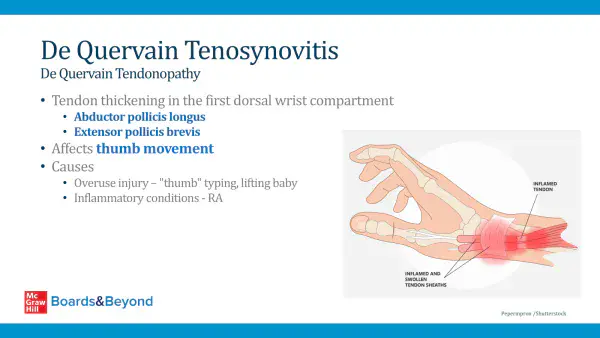 De Quervain Tenosynovitis
De Quervain Tendonopathy
• Tendon thickening in the first dorsal wrist compartment
• Abductor pollicis longus
• Extensor pollicis brevis
• Affects thumb movement
• Causes
• Overuse injury – "thumb" typing, lifting baby
• Inflammatory conditions - RA
INFLAMED
TENDON
INFLAMED AND
SWOLLEN
TENDON SHEATHS
Mc
Graw
Hill
Boards&Beyond
Pepermpron /Shutterstock